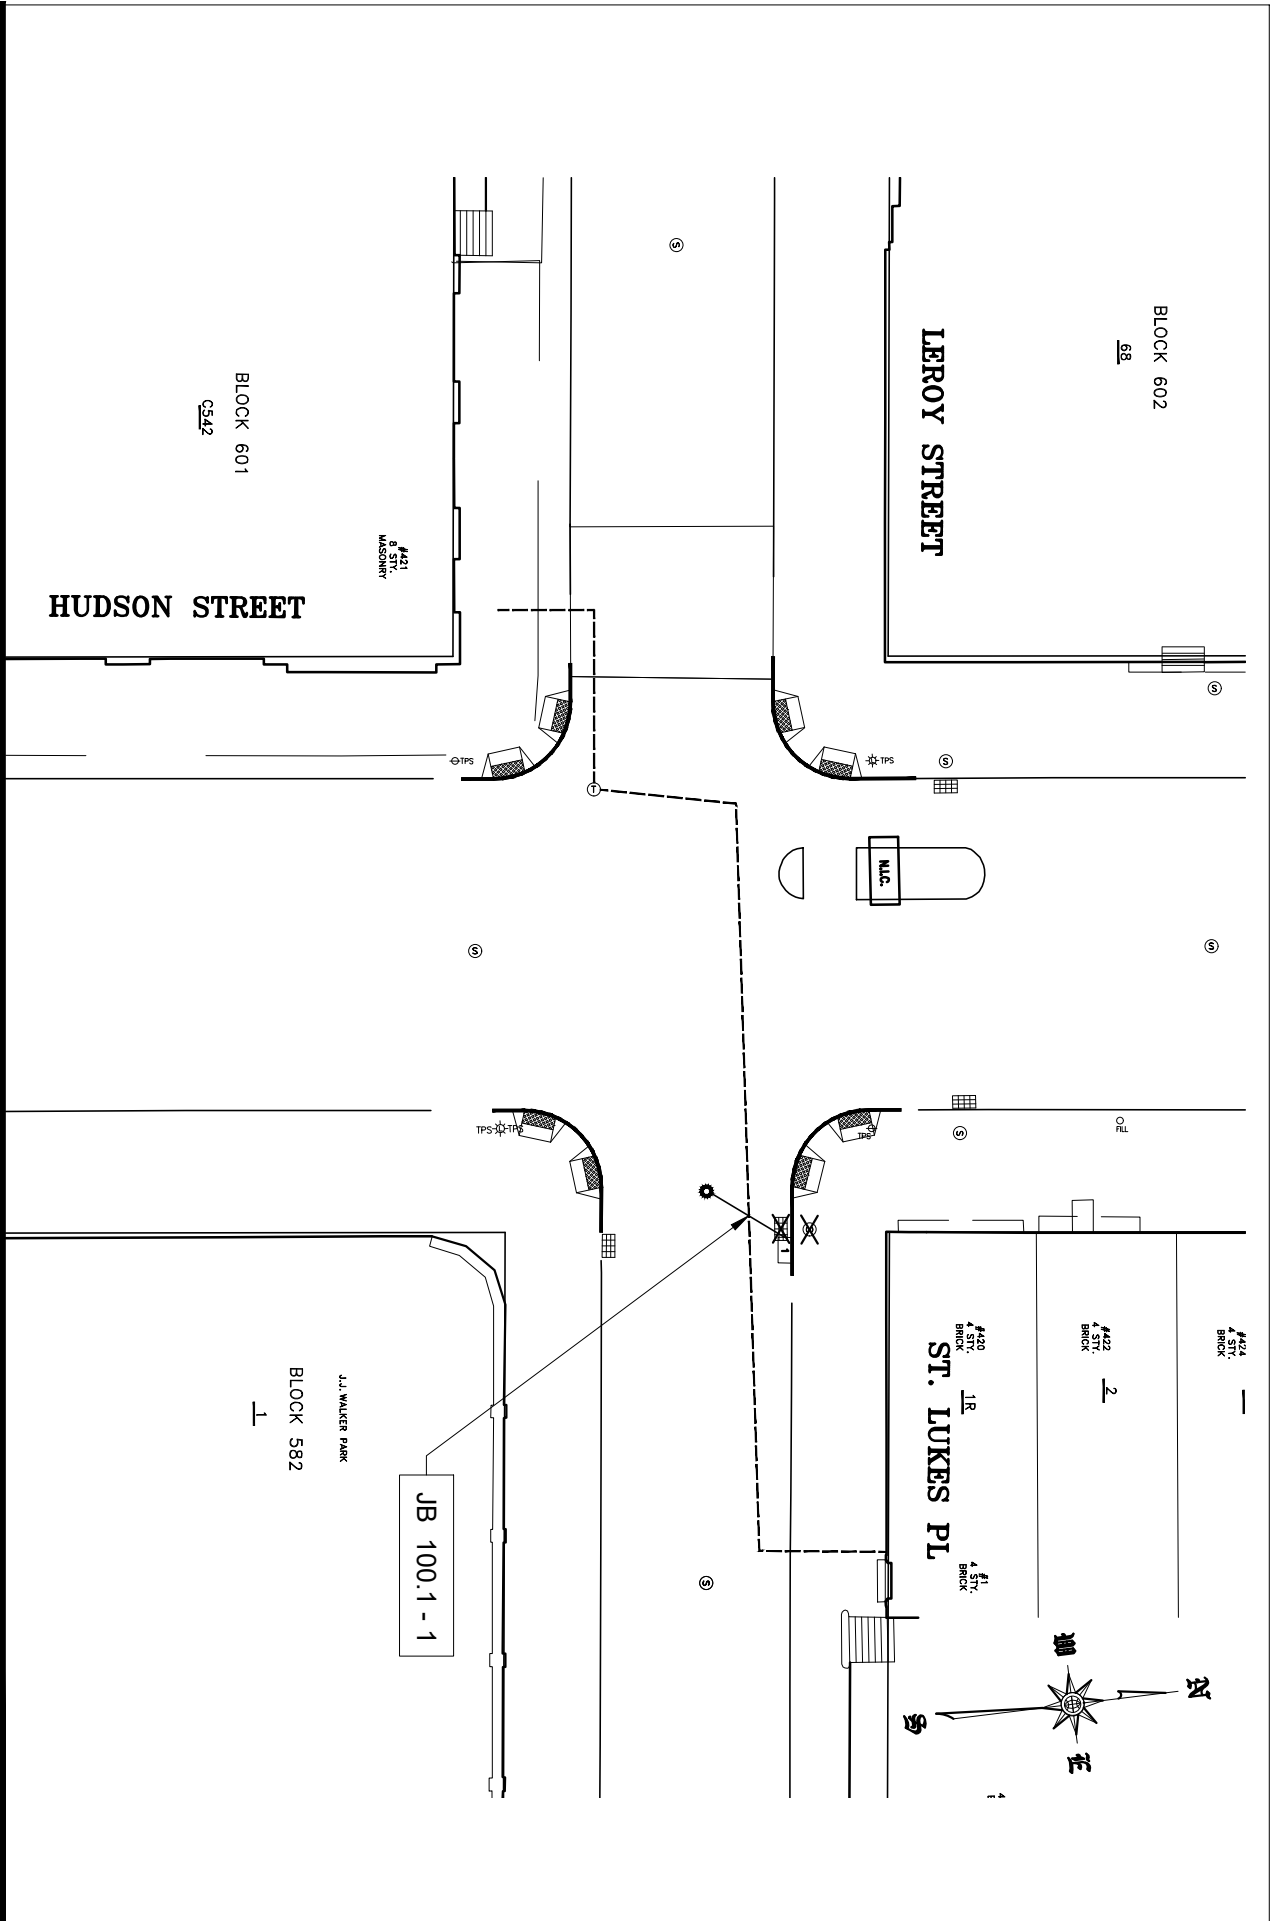 BLOCK 602
68
LEROY STREET
BLOCK 601
C542
#421
8 STY.
MASONRY
HUDSON STREET
S
S
TPS
TPS
S
T
N.I.C.
S
S
TPS
TPS
TPS
S
FILL
1
#420
4 STY.
BRICK
1R
#422
4 STY.
BRICK
2
#424
4 STY.
BRICK
ST. LUKES PL
J.J. WALKER PARK
BLOCK 582
1
JB 100.1 - 1
S
#1
4 STY.
BRICK
W
N
S
E